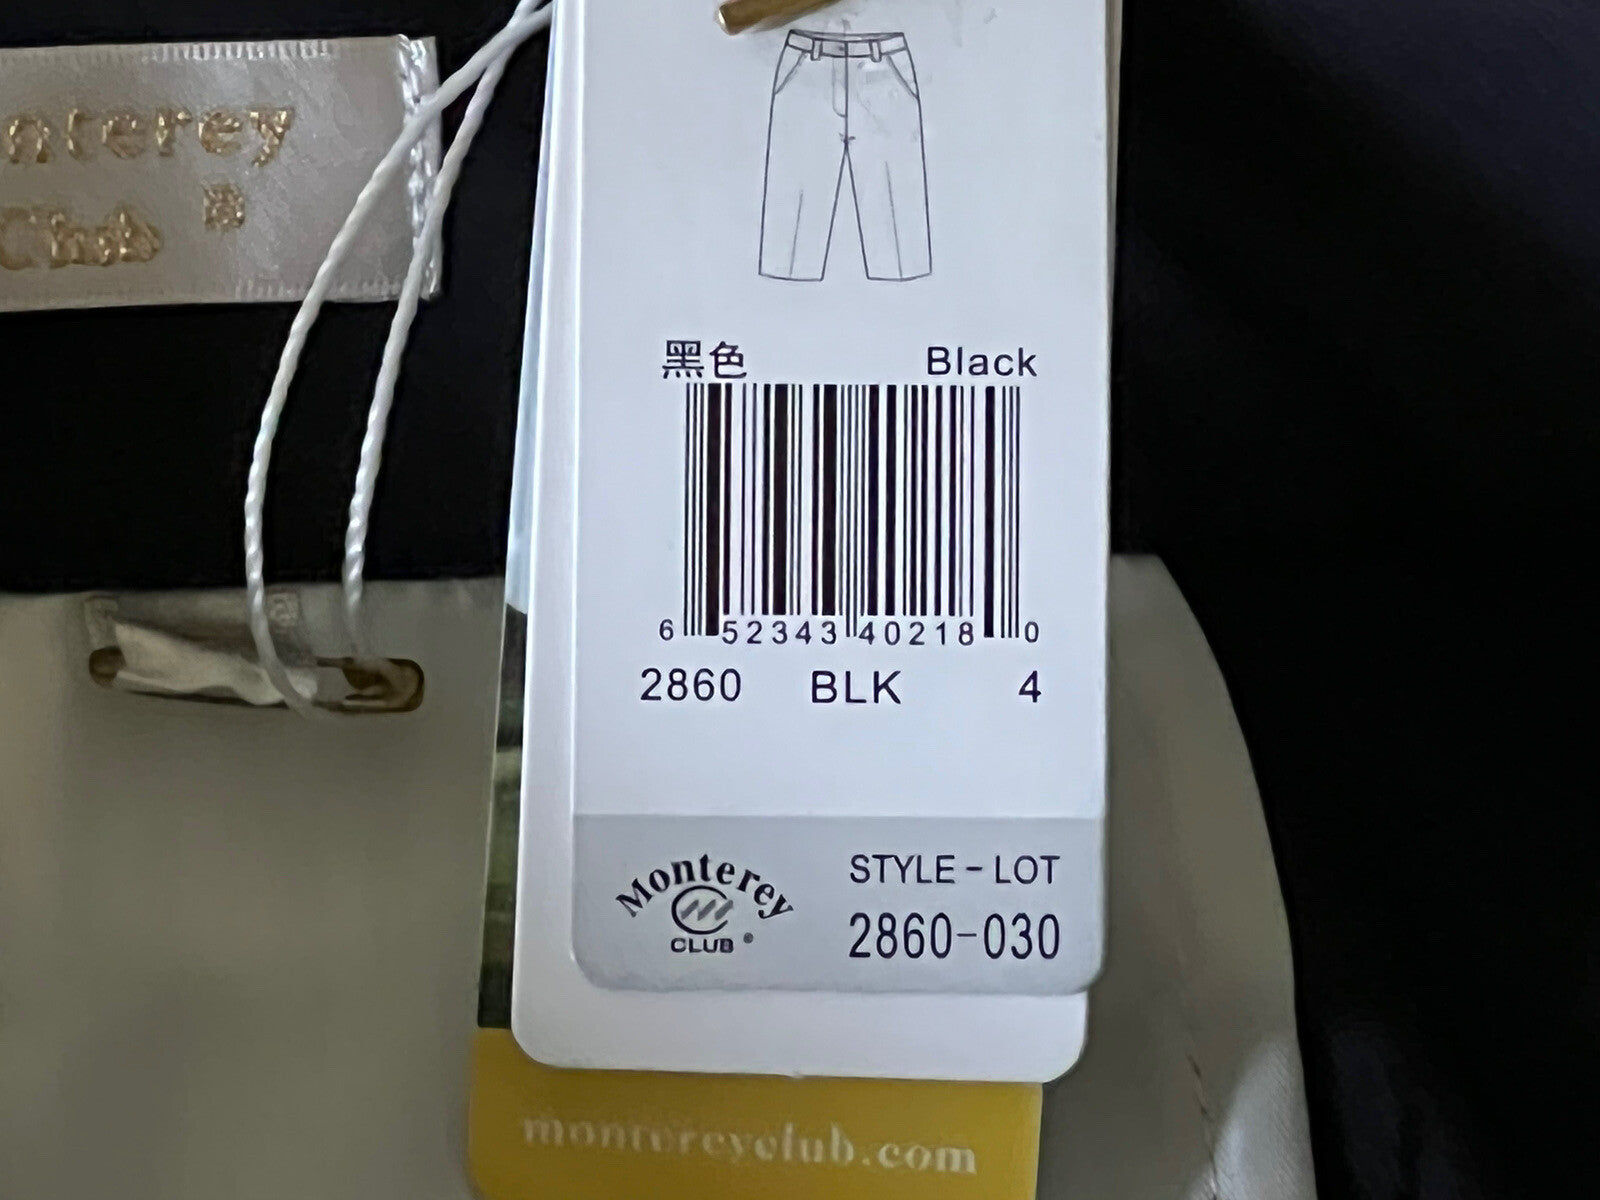 nterey
Club
黑色 Black
6 52343 40218 0
2860 BLK 4
Monterey
CLUB ®
STYLE - LOT
2860-030
montereyclub.com